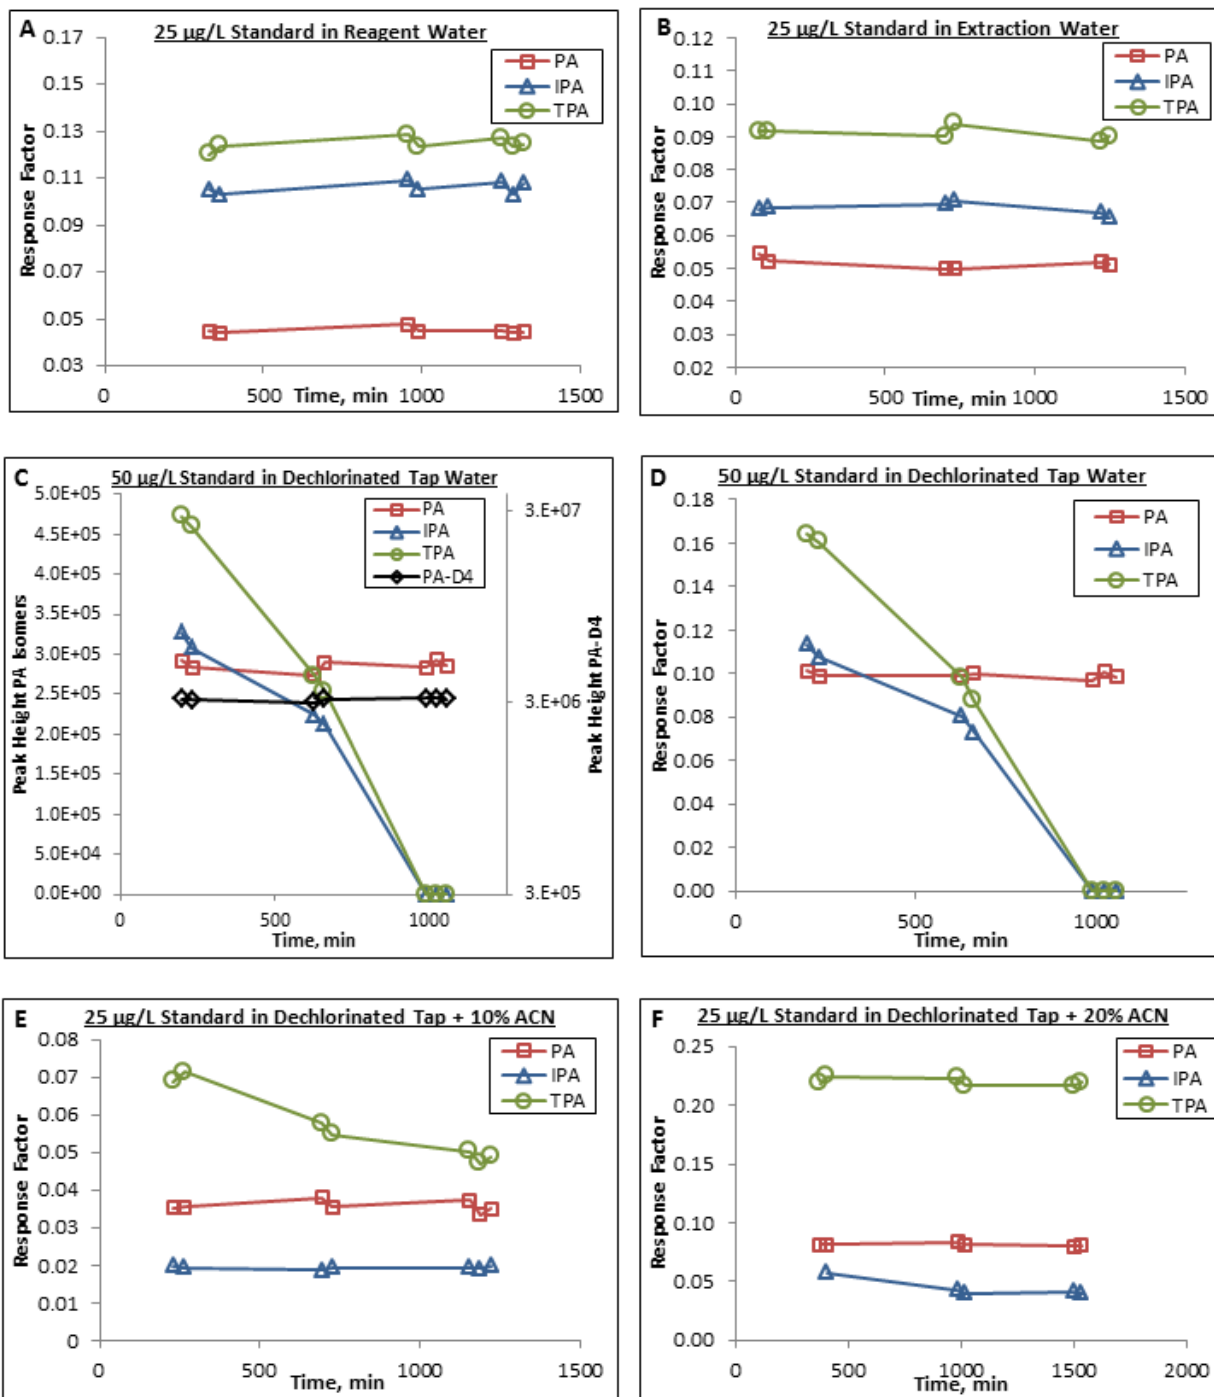 A
25 µg/L Standard in Reagent Water
0.17
0.15
0.13
0.11
0.09
0.07
0.05
0.03
Response Factor
PA
IPA
TPA
0 500 1000 1500
Time, min
B
25 µg/L Standard in Extraction Water
0.12
0.11
0.10
0.09
0.08
0.07
0.06
0.05
0.04
0.03
0.02
Response Factor
PA
IPA
TPA
0 500 1000 1500
Time, min
C
50 µg/L Standard in Dechlorinated Tap Water
5.0E+05
4.5E+05
4.0E+05
3.5E+05
3.0E+05
2.5E+05
2.0E+05
1.5E+05
1.0E+05
5.0E+04
0.0E+00
Peak Height PA Isomers
PA
IPA
TPA
PA-D4
3.E+07
3.E+06
3.E+05
Peak Height PA-D4
0 500 1000
Time, min
D
50 µg/L Standard in Dechlorinated Tap Water
0.18
0.16
0.14
0.12
0.10
0.08
0.06
0.04
0.02
0.00
Response Factor
PA
IPA
TPA
0 500 1000
Time, min
E
25 µg/L Standard in Dechlorinated Tap + 10% ACN
0.08
0.07
0.06
0.05
0.04
0.03
0.02
0.01
0
Response Factor
PA
IPA
TPA
0 500 1000 1500
Time, min
F
25 µg/L Standard in Dechlorinated Tap + 20% ACN
0.25
0.20
0.15
0.10
0.05
0.00
Response Factor
PA
IPA
TPA
0 500 1000 1500 2000
Time, min